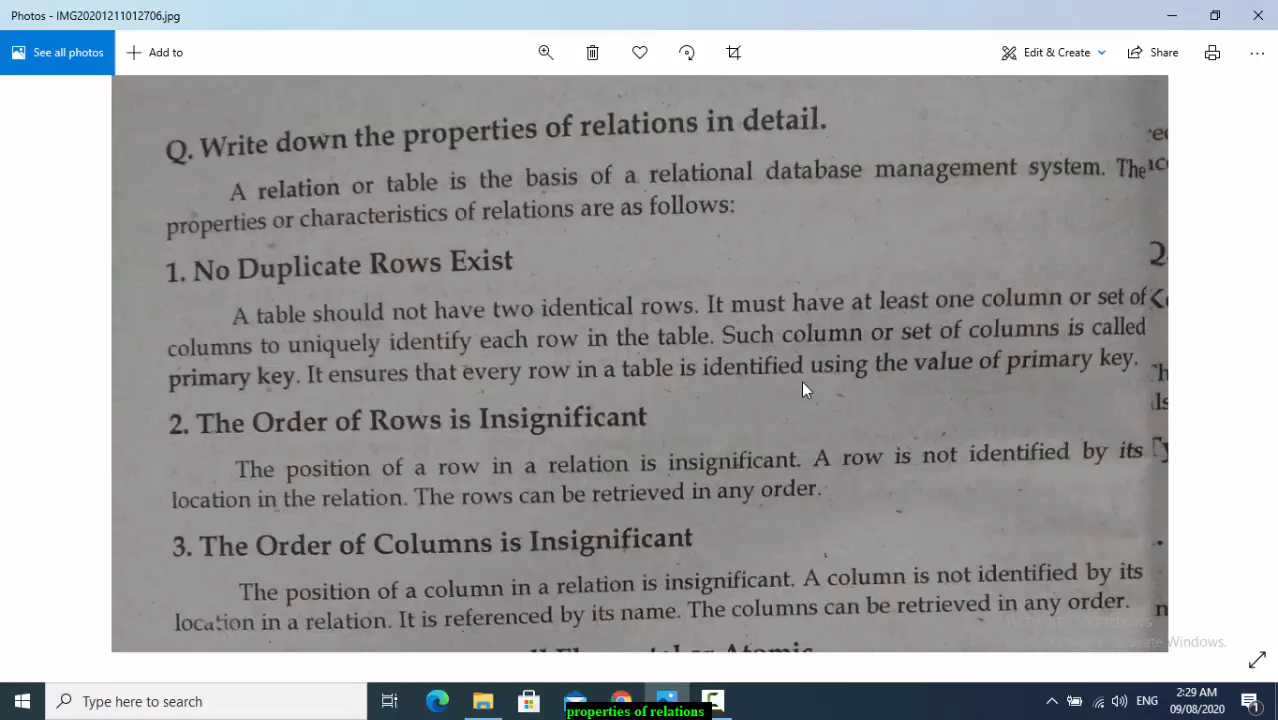 Photos - IMG20201211012706.jpg
See all photos
Add to
Edit & Create
Share
Q. Write down the properties of relations in detail.
A relation or table is the basis of a relational database management system. The
properties or characteristics of relations are as follows:
1. No Duplicate Rows Exist
A table should not have two identical rows. It must have at least one column or set of
columns to uniquely identify each row in the table. Such column or set of columns is called
primary key. It ensures that every row in a table is identified using the value of primary key.
2. The Order of Rows is Insignificant
The position of a row in a relation is insignificant. A row is not identified by its
location in the relation. The rows can be retrieved in any order.
3. The Order of Columns is Insignificant
The position of a column in a relation is insignificant. A column is not identified by its
location in a relation. It is referenced by its name. The columns can be retrieved in any order.
or Atomic
Windows.
Type here to search
properties of relations
ENG
2:29 AM
09/08/2020